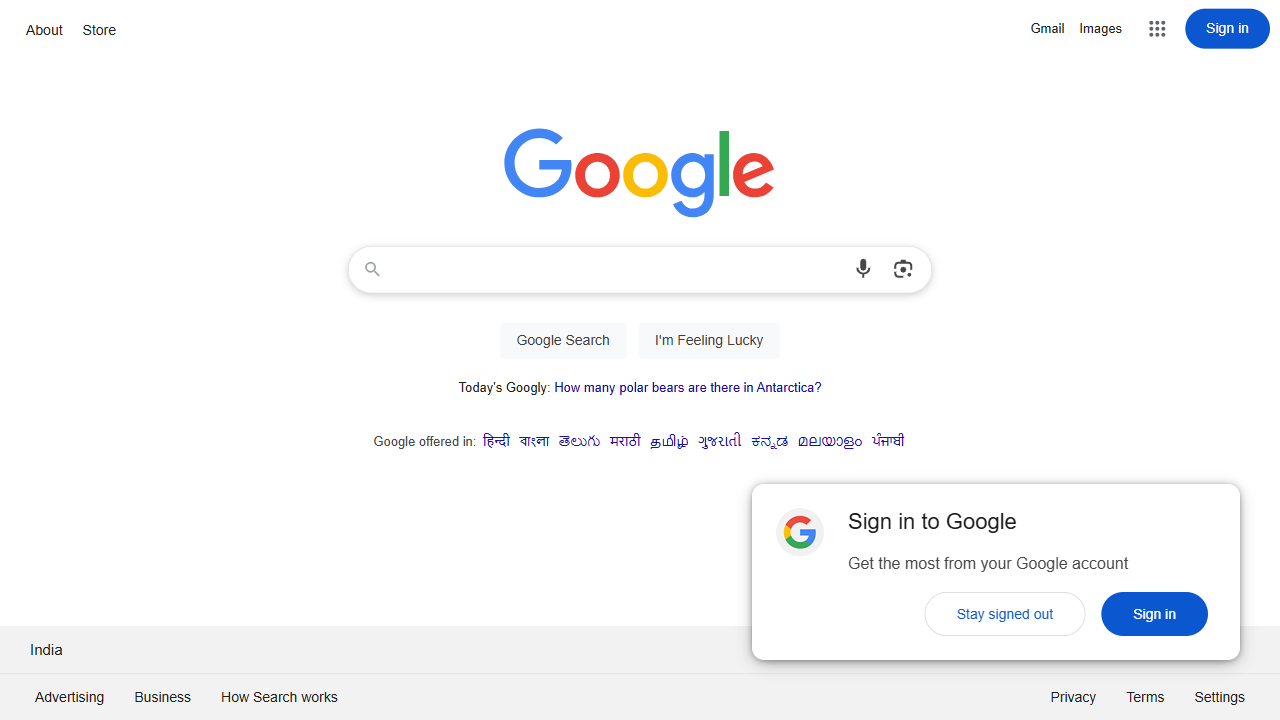 About Store
Gmail Images Sign in
Google
Google Search I'm Feeling Lucky
Today's Googly: How many polar bears are there in Antarctica?
Google offered in: हिन्दी বাংলা తెలుగు मराठी தமிழ் ગુજરાતી ಕನ್ನಡ മലയാളം ਪੰਜਾਬੀ
Sign in to Google
Get the most from your Google account
Stay signed out Sign in
India
Advertising Business How Search works
Privacy Terms Settings